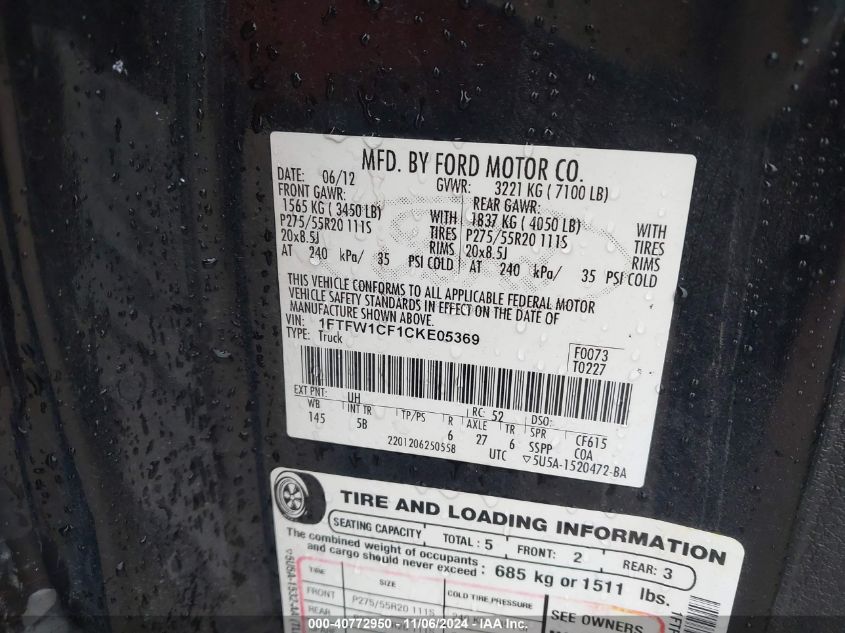 MFD. BY FORD MOTOR CO.
DATE: 06/12 GVWR: 3221 KG ( 7100 LB)
FRONT GAWR: REAR GAWR:
1565 KG ( 3450 LB) WITH 1837 KG ( 4050 LB) WITH
P275/55R20 111S TIRES P275/55R20 111S TIRES
20x8.5J RIMS 20x8.5J RIMS
AT 240 kPa/ 35 PSI COLD AT 240 kPa/ 35 PSI COLD
THIS VEHICLE CONFORMS TO ALL APPLICABLE FEDERAL MOTOR
VEHICLE SAFETY STANDARDS IN EFFECT ON THE DATE OF
MANUFACTURE SHOWN ABOVE.
VIN: 1FTFW1CF1CKE05369
TYPE: Truck
F0073
T0227
EXT PNT: UH RC: 52 DSO:
WB INT TR TP/PS R AXLE TR SPR CF615
145 5B 6 27 6 SSPP COA
2201206250558 UTC ▽5U5A-1520472-BA
TIRE AND LOADING INFORMATION
SEATING CAPACITY TOTAL : 5 FRONT: 2 REAR: 3
The combined weight of occupants
and cargo should never exceed : 685 kg or 1511 lbs.
TIRE SIZE COLD TIRE PRESSURE
FRONT P275/55R20 111S SEE OWNERS
REAR P275/55R20 111S
000-40772950 - 11/06/2024 - IAAI.COM